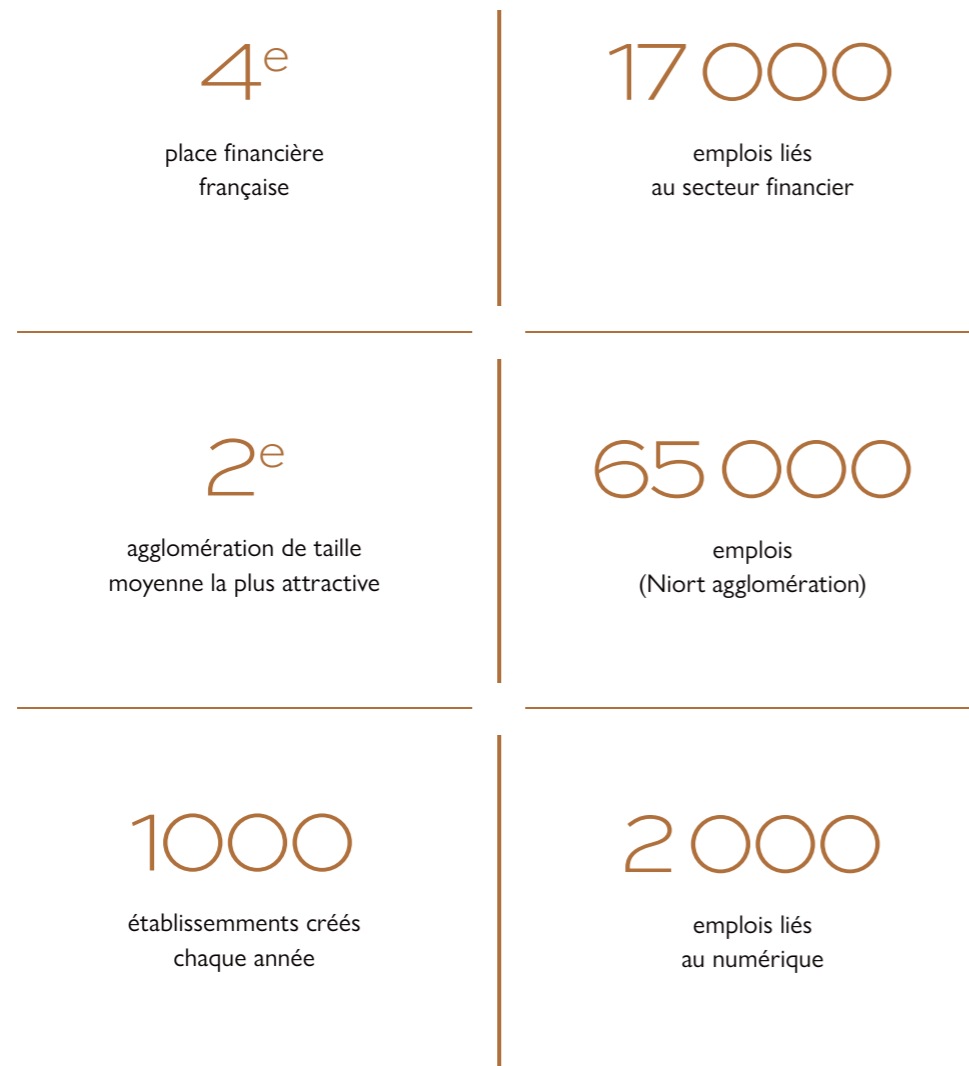 4e
place financière
française
17 000
emplois liés
au secteur financier
2e
agglomération de taille
moyenne la plus attractive
65 000
emplois
(Niort agglomération)
1000
établissemments créés
chaque année
2 000
emplois liés
au numérique